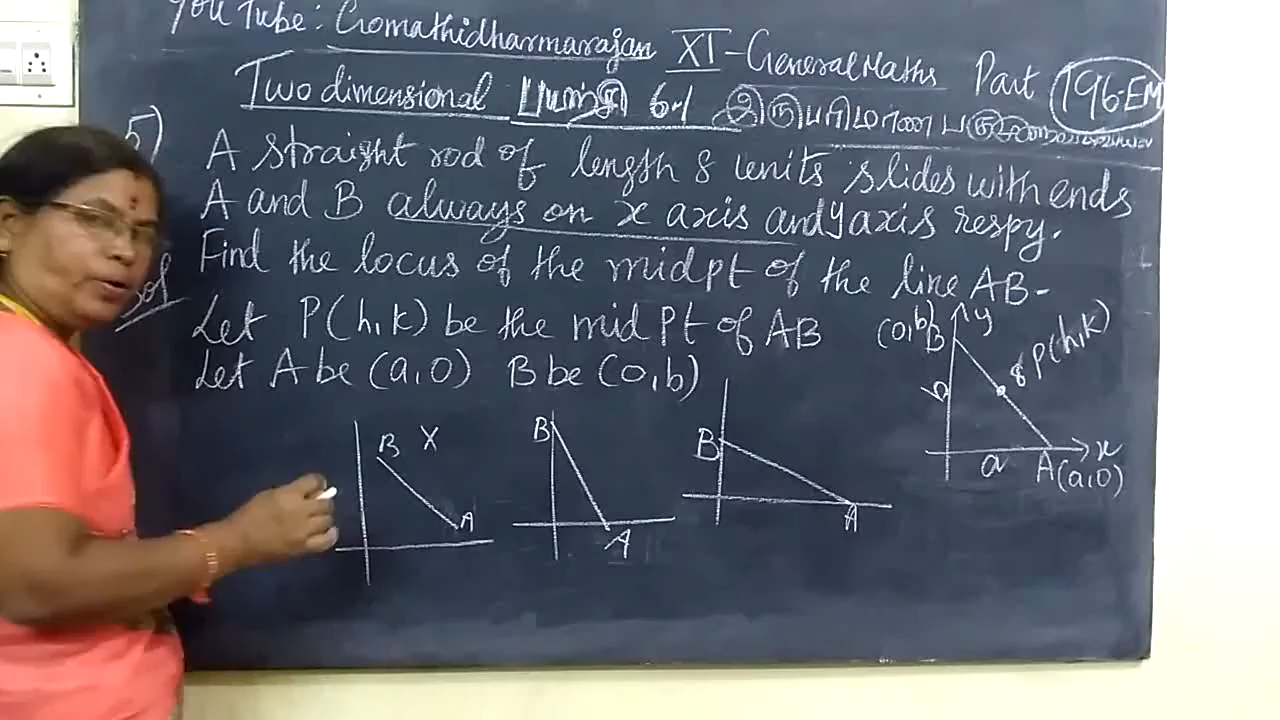 YouTube: Gomathidharmarajan XI - General Maths Part 196-EM
Two dimensional 6.1
5) A straight rod of length 8 units slides with ends
A and B always on x axis and y axis respy.
Find the locus of the midpt of the line AB-
Sol
Let P(h,k) be the mid Pt of AB
Let A be (a,0) B be (0,b)
B X
A
B
A
B
A
(0,b) B y
8 P(h,k)
b
a A(a,0) x